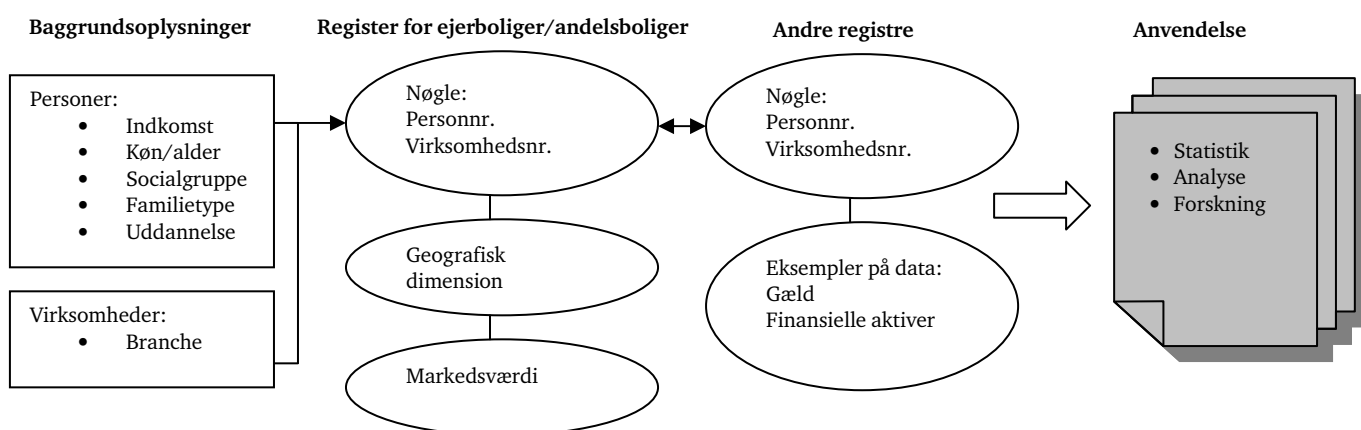 Baggrundsoplysninger
Personer:
• Indkomst
• Køn/alder
• Socialgruppe
• Familietype
• Uddannelse
Virksomheder:
• Branche
Register for ejerboliger/andelsboliger
Nøgle:
Personnr.
Virksomhedsnr.
Geografisk
dimension
Markedsværdi
Andre registre
Nøgle:
Personnr.
Virksomhedsnr.
Eksempler på data:
Gæld
Finansielle aktiver
Anvendelse
• Statistik
• Analyse
• Forskning